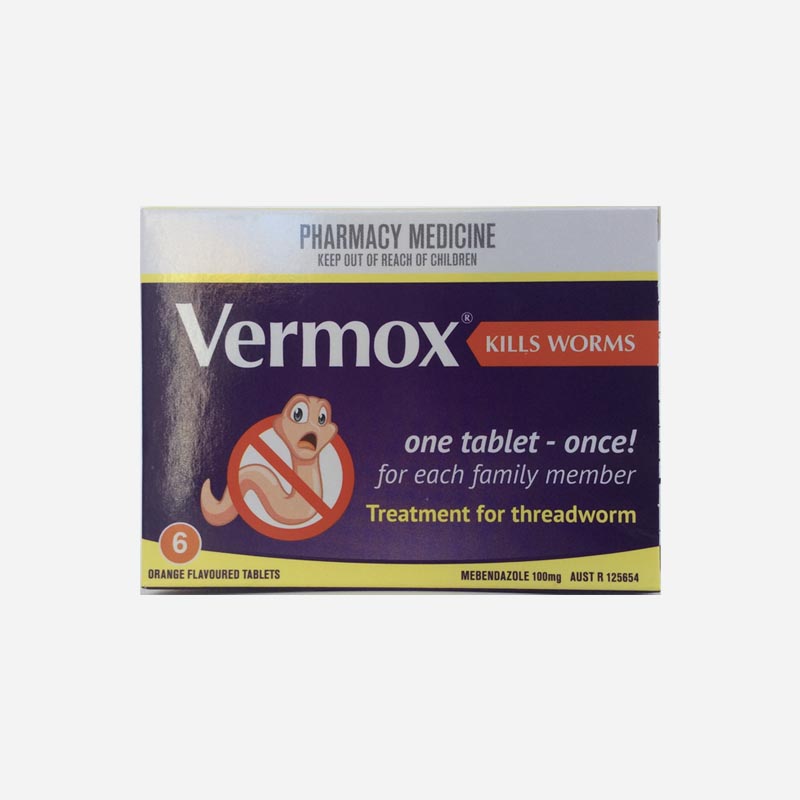 PHARMACY MEDICINE
KEEP OUT OF REACH OF CHILDREN
Vermox®
KILLS WORMS
one tablet - once!
for each family member
Treatment for threadworm
6
ORANGE FLAVOURED TABLETS
MEBENDAZOLE 100mg AUST R 125654